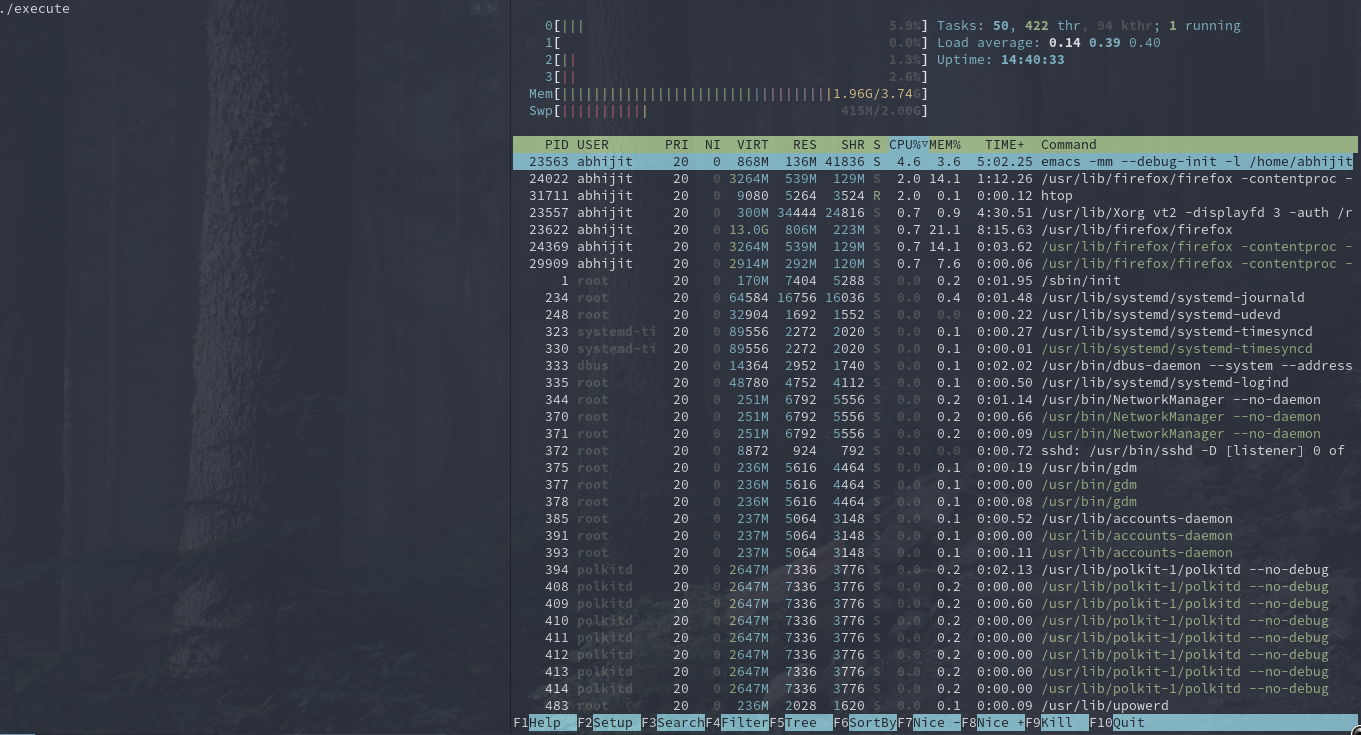 ./execute
0[||| 5.9%] Tasks: 50, 422 thr, 94 kthr; 1 running
1[ 0.0%] Load average: 0.14 0.39 0.40
2[|| 1.3%] Uptime: 14:40:33
3[|| 2.6%]
Mem[||||||||||||||||||||||||||||||||||1.96G/3.74G]
Swp[||||||||||| 415M/2.00G]
PID USER PRI NI VIRT RES SHR S CPU%▽MEM% TIME+ Command
23563 abhijit 20 0 868M 136M 41836 S 4.6 3.6 5:02.25 emacs -mm --debug-init -l /home/abhijit
24022 abhijit 20 0 3264M 539M 129M S 2.0 14.1 1:12.26 /usr/lib/firefox/firefox -contentproc -
31711 abhijit 20 0 9080 5264 3524 R 2.0 0.1 0:00.12 htop
23557 abhijit 20 0 300M 34444 24816 S 0.7 0.9 4:30.51 /usr/lib/Xorg vt2 -displayfd 3 -auth /r
23622 abhijit 20 0 13.0G 806M 223M S 0.7 21.1 8:15.63 /usr/lib/firefox/firefox
24369 abhijit 20 0 3264M 539M 129M S 0.7 14.1 0:03.62 /usr/lib/firefox/firefox -contentproc -
29909 abhijit 20 0 2914M 292M 120M S 0.7 7.6 0:00.06 /usr/lib/firefox/firefox -contentproc -
1 root 20 0 170M 7404 5288 S 0.0 0.2 0:01.95 /sbin/init
234 root 20 0 64584 16756 16036 S 0.0 0.4 0:01.48 /usr/lib/systemd/systemd-journald
248 root 20 0 32904 1692 1552 S 0.0 0.0 0:00.22 /usr/lib/systemd/systemd-udevd
323 systemd-ti 20 0 89556 2272 2020 S 0.0 0.1 0:00.27 /usr/lib/systemd/systemd-timesyncd
330 systemd-ti 20 0 89556 2272 2020 S 0.0 0.1 0:00.01 /usr/lib/systemd/systemd-timesyncd
333 dbus 20 0 14364 2952 1740 S 0.0 0.1 0:02.02 /usr/bin/dbus-daemon --system --address
335 root 20 0 48780 4752 4112 S 0.0 0.1 0:00.50 /usr/lib/systemd/systemd-logind
344 root 20 0 251M 6792 5556 S 0.0 0.2 0:01.14 /usr/bin/NetworkManager --no-daemon
370 root 20 0 251M 6792 5556 S 0.0 0.2 0:00.66 /usr/bin/NetworkManager --no-daemon
371 root 20 0 251M 6792 5556 S 0.0 0.2 0:00.09 /usr/bin/NetworkManager --no-daemon
372 root 20 0 8872 924 792 S 0.0 0.0 0:00.72 sshd: /usr/bin/sshd -D [listener] 0 of
375 root 20 0 236M 5616 4464 S 0.0 0.1 0:00.19 /usr/bin/gdm
377 root 20 0 236M 5616 4464 S 0.0 0.1 0:00.00 /usr/bin/gdm
378 root 20 0 236M 5616 4464 S 0.0 0.1 0:00.08 /usr/bin/gdm
385 root 20 0 237M 5064 3148 S 0.0 0.1 0:00.52 /usr/lib/accounts-daemon
391 root 20 0 237M 5064 3148 S 0.0 0.1 0:00.00 /usr/lib/accounts-daemon
393 root 20 0 237M 5064 3148 S 0.0 0.1 0:00.11 /usr/lib/accounts-daemon
394 polkitd 20 0 2647M 7336 3776 S 0.0 0.2 0:02.13 /usr/lib/polkit-1/polkitd --no-debug
408 polkitd 20 0 2647M 7336 3776 S 0.0 0.2 0:00.00 /usr/lib/polkit-1/polkitd --no-debug
409 polkitd 20 0 2647M 7336 3776 S 0.0 0.2 0:00.60 /usr/lib/polkit-1/polkitd --no-debug
410 polkitd 20 0 2647M 7336 3776 S 0.0 0.2 0:00.00 /usr/lib/polkit-1/polkitd --no-debug
411 polkitd 20 0 2647M 7336 3776 S 0.0 0.2 0:00.00 /usr/lib/polkit-1/polkitd --no-debug
412 polkitd 20 0 2647M 7336 3776 S 0.0 0.2 0:00.00 /usr/lib/polkit-1/polkitd --no-debug
413 polkitd 20 0 2647M 7336 3776 S 0.0 0.2 0:00.00 /usr/lib/polkit-1/polkitd --no-debug
414 polkitd 20 0 2647M 7336 3776 S 0.0 0.2 0:00.00 /usr/lib/polkit-1/polkitd --no-debug
483 root 20 0 236M 2028 1620 S 0.0 0.1 0:00.09 /usr/lib/upowerd
F1Help F2Setup F3SearchF4FilterF5Tree F6SortByF7Nice -F8Nice +F9Kill F10Quit